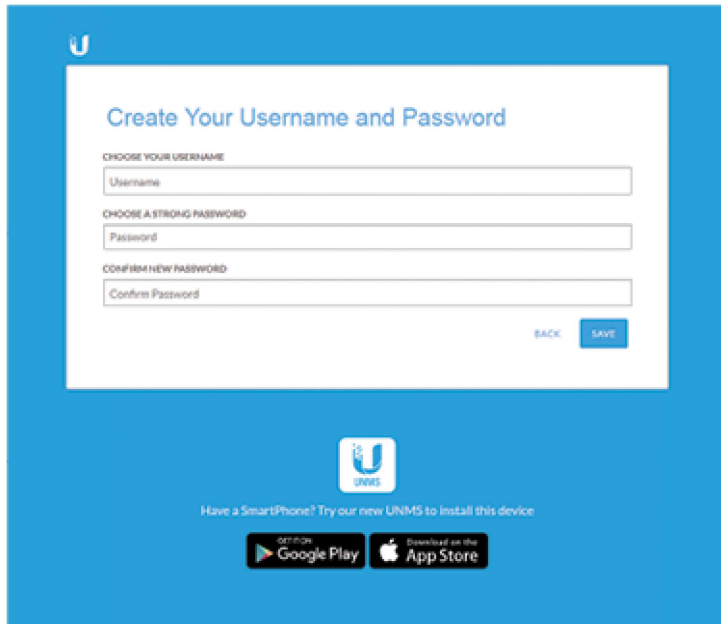 U
Create Your Username and Password
CHOOSE YOUR USERNAME
Username
CHOOSE A STRONG PASSWORD
Password
CONFIRM NEW PASSWORD
Confirm Password
BACK SAVE
U
UNMS
Have a SmartPhone? Try our new UNMS to install this device
GET IT ON
Google Play
Download on the
App Store